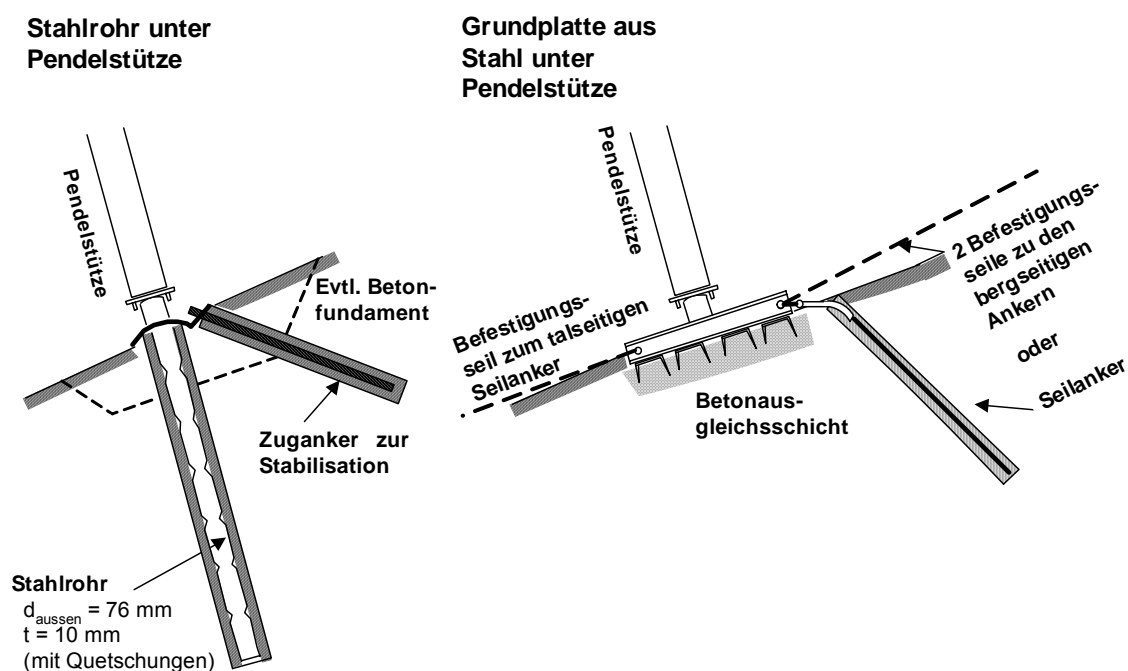 Stahlrohr unter
Pendelstütze
Pendelstütze
Evtl. Beton-
fundament
Zuganker zur
Stabilisation
Stahlrohr
d_aussen = 76 mm
t = 10 mm
(mit Quetschungen)
Grundplatte aus
Stahl unter
Pendelstütze
Pendelstütze
Befestigungs-
seil zum talseitigen
Seilanker
2 Befestigungs-
seile zu den
bergseitigen
Ankern
oder
Seilanker
Betonaus-
gleichsschicht